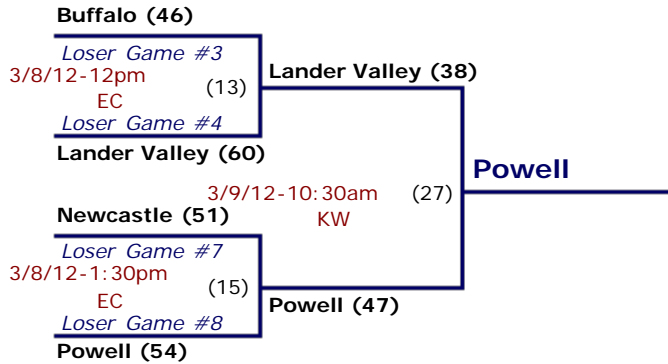 Buffalo (46)
Loser Game #3
3/8/12-12pm
(13)
EC
Loser Game #4
Lander Valley (60)
Lander Valley (38)
3/9/12-10:30am
(27)
KW
Powell
Newcastle (51)
Loser Game #7
3/8/12-1:30pm
(15)
EC
Loser Game #8
Powell (54)
Powell (47)